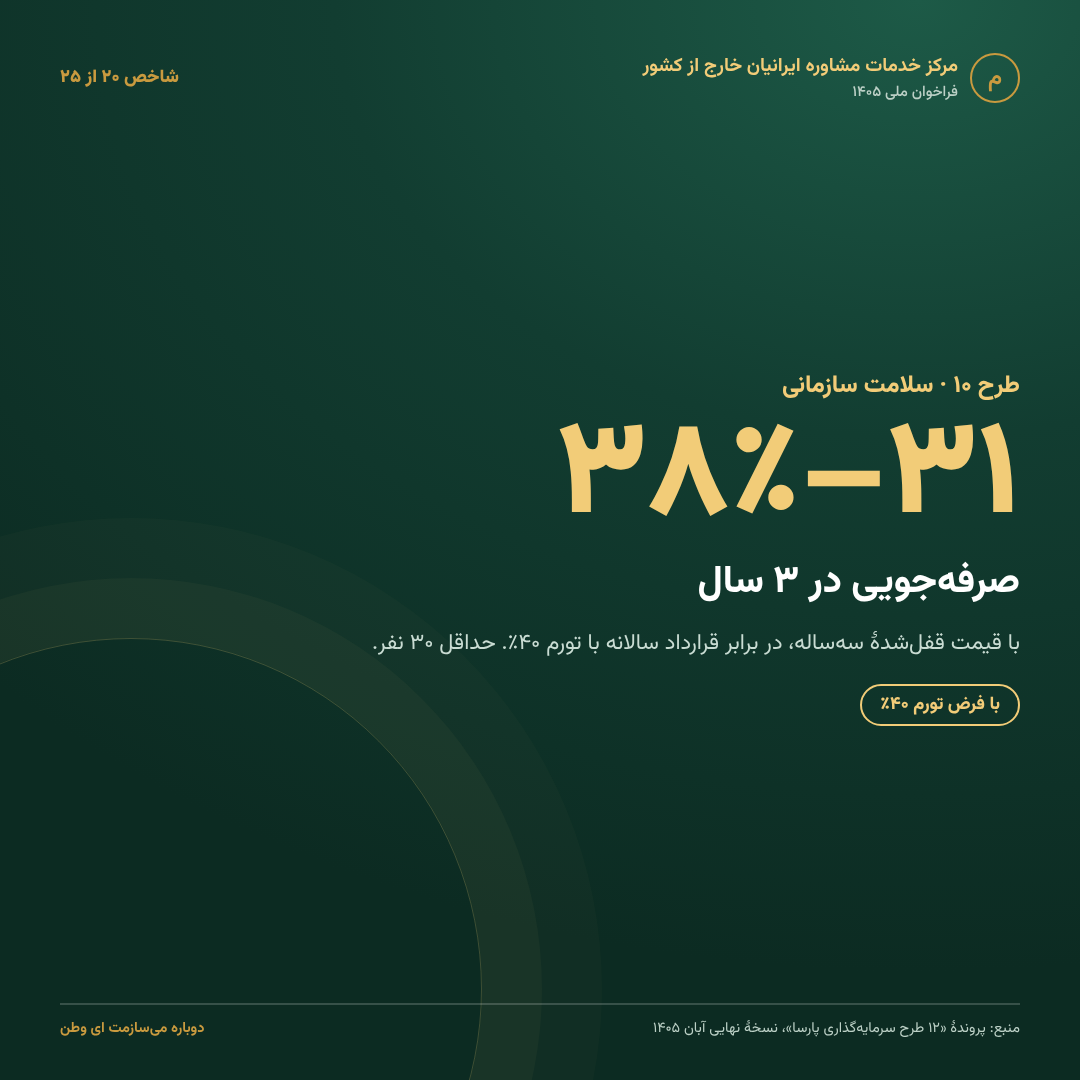 م
مرکز خدمات مشاوره ایرانیان خارج از کشور
فراخوان ملی ۱۴۰۵
شاخص ۲۰ از ۲۵
طرح ۱۰ · سلامت سازمانی
۳۱–۳۸٪
صرفه‌جویی در ۳ سال
با قیمت قفل‌شدهٔ سه‌ساله، در برابر قرارداد سالانه با تورم ۴۰٪. حداقل ۳۰ نفر.
با فرض تورم ۴۰٪
منبع: پروندهٔ «۱۲ طرح سرمایه‌گذاری پارسا»، نسخهٔ نهایی آبان ۱۴۰۵
دوباره می‌سازمت ای وطن